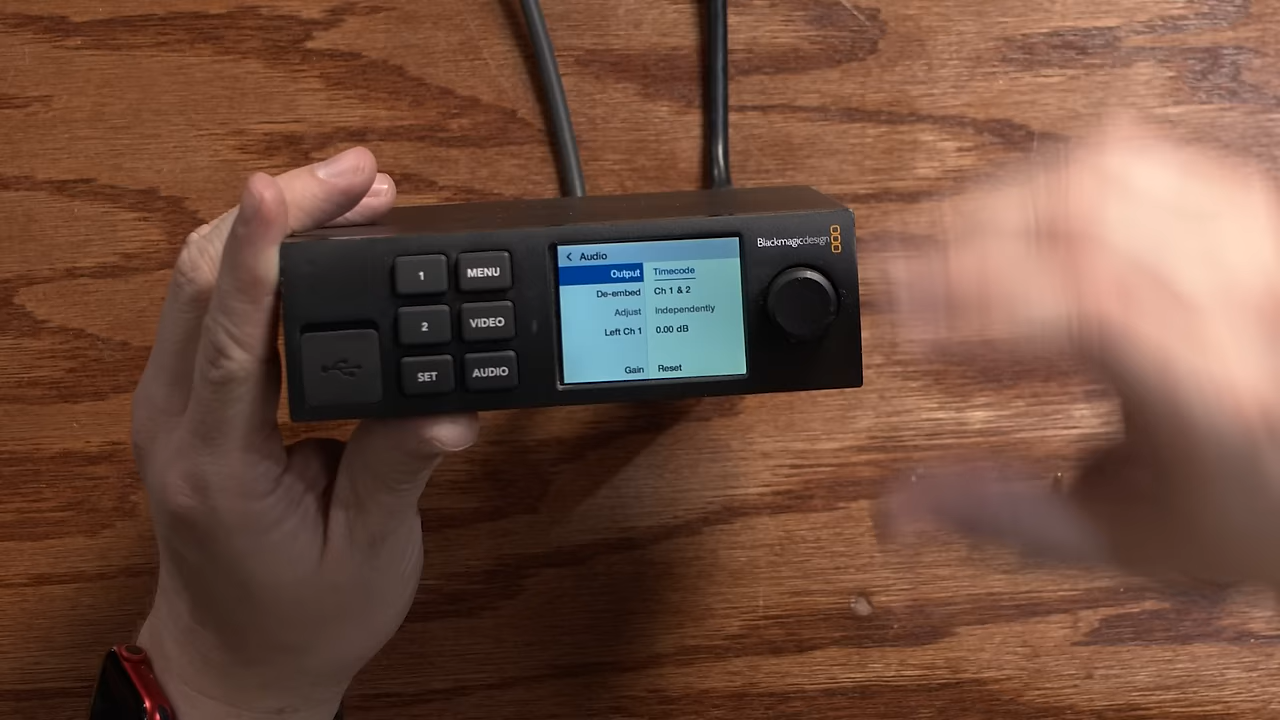 1 MENU
2 VIDEO
SET AUDIO
< Audio
Output Timecode
De-embed Ch 1 & 2
Adjust Independently
Left Ch 1 0.00 dB
Gain Reset
Blackmagicdesign